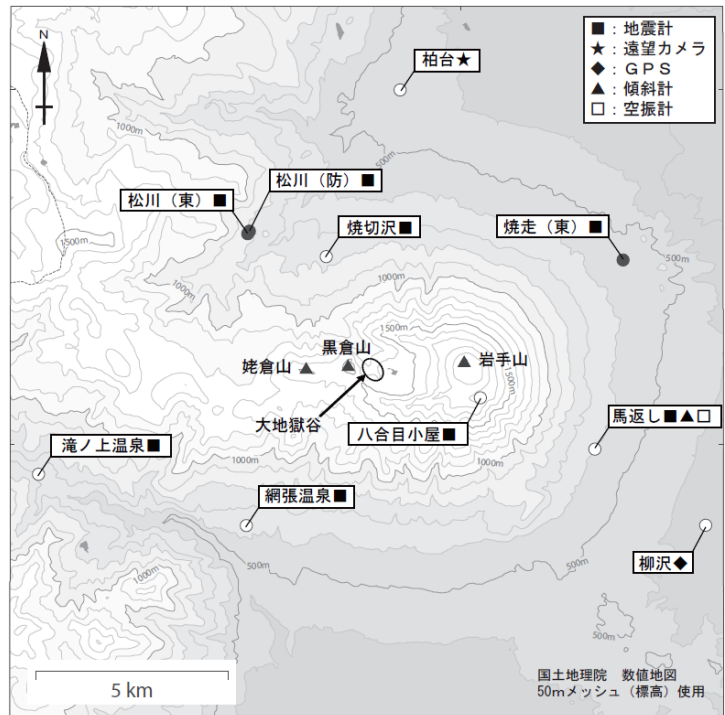 N
柏台★
■：地震計
★：遠望カメラ
◆：ＧＰＳ
▲：傾斜計
□：空振計
1000m
500m
松川（防）■
松川（東）■
焼切沢■
焼走（東）■
1500m
500m
1000m
1000m
1500m
黒倉山
姥倉山
岩手山
1500m
大地獄谷
八合目小屋■
馬返し■▲□
滝ノ上温泉■
1000m
1000m
網張温泉■
500m
500m
柳沢◆
1000m
500m
5 km
国土地理院　数値地図
50mメッシュ（標高）使用